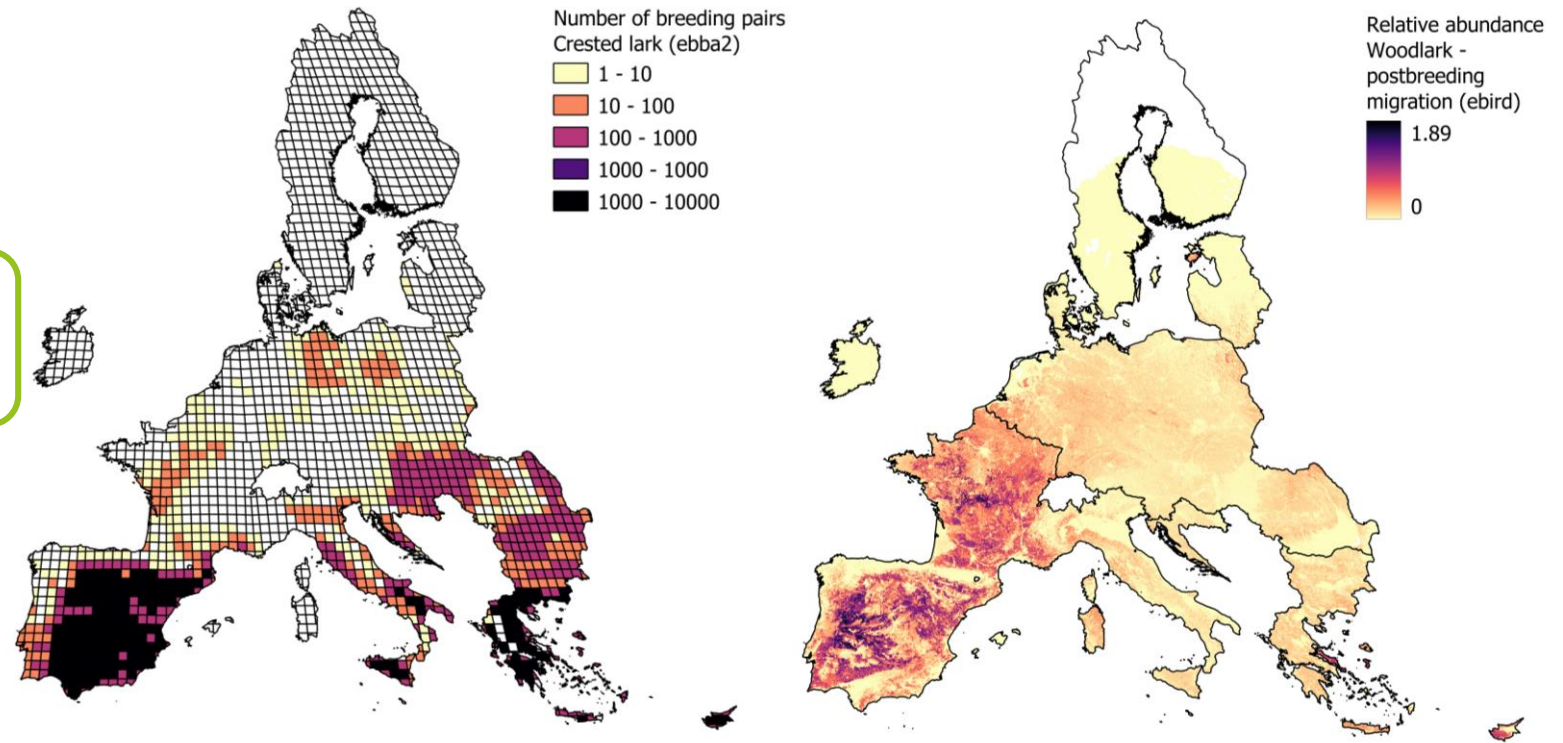 Number of breeding pairs
Crested lark (ebba2)
1 - 10
10 - 100
100 - 1000
1000 - 1000
1000 - 10000
Relative abundance
Woodlark -
postbreeding
migration (ebird)
1.89
0